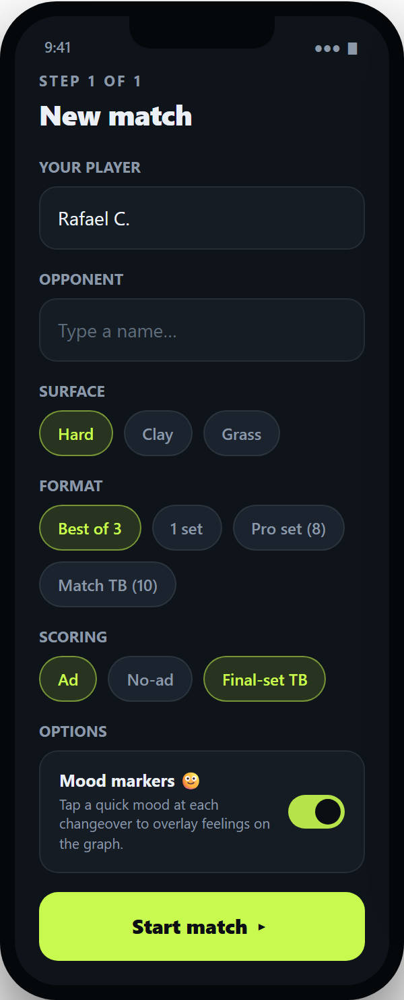 9:41
STEP 1 OF 1
New match
YOUR PLAYER
Rafael C.
OPPONENT
Type a name...
SURFACE
Hard Clay Grass
FORMAT
Best of 3 1 set Pro set (8)
Match TB (10)
SCORING
Ad No-ad Final-set TB
OPTIONS
Mood markers 🙂
Tap a quick mood at each
changeover to overlay feelings on
the graph.
Start match ▸